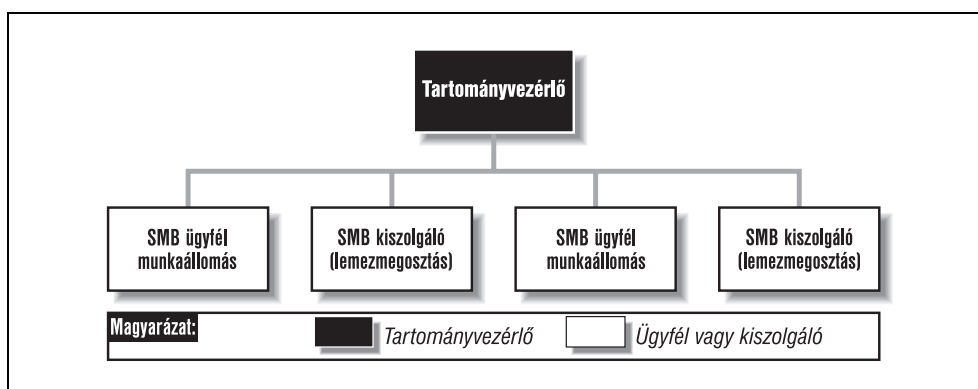 Tartományvezérlő
SMB ügyfél
munkaállomás
SMB kiszolgáló
(lemezmegosztás)
SMB ügyfél
munkaállomás
SMB kiszolgáló
(lemezmegosztás)
Magyarázat:
Tartományvezérlő
Ügyfél vagy kiszolgáló